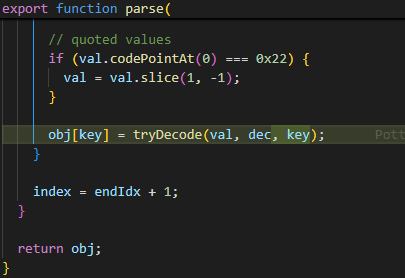 export function parse(
// quoted values
if (val.codePointAt(0) === 0x22) {
val = val.slice(1, -1);
}
obj[key] = tryDecode(val, dec, key); Pott
}
index = endIdx + 1;
}
return obj;
}